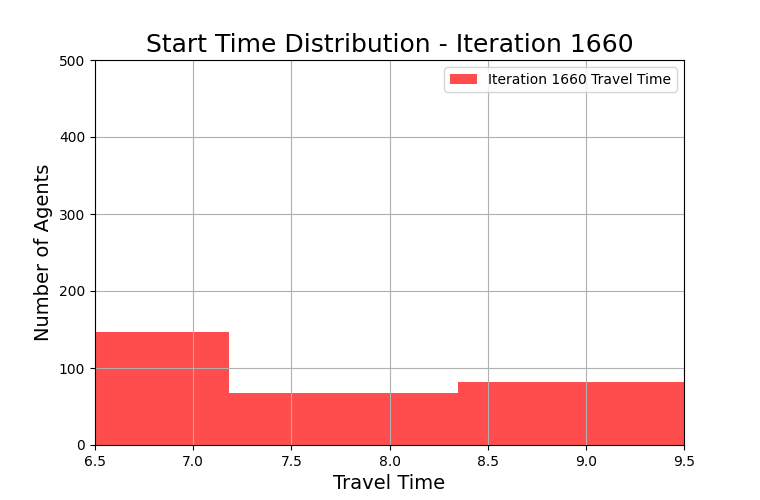 Start Time Distribution - Iteration 1660
Iteration 1660 Travel Time
Number of Agents
500
400
300
200
100
0
6.5 7.0 7.5 8.0 8.5 9.0 9.5
Travel Time